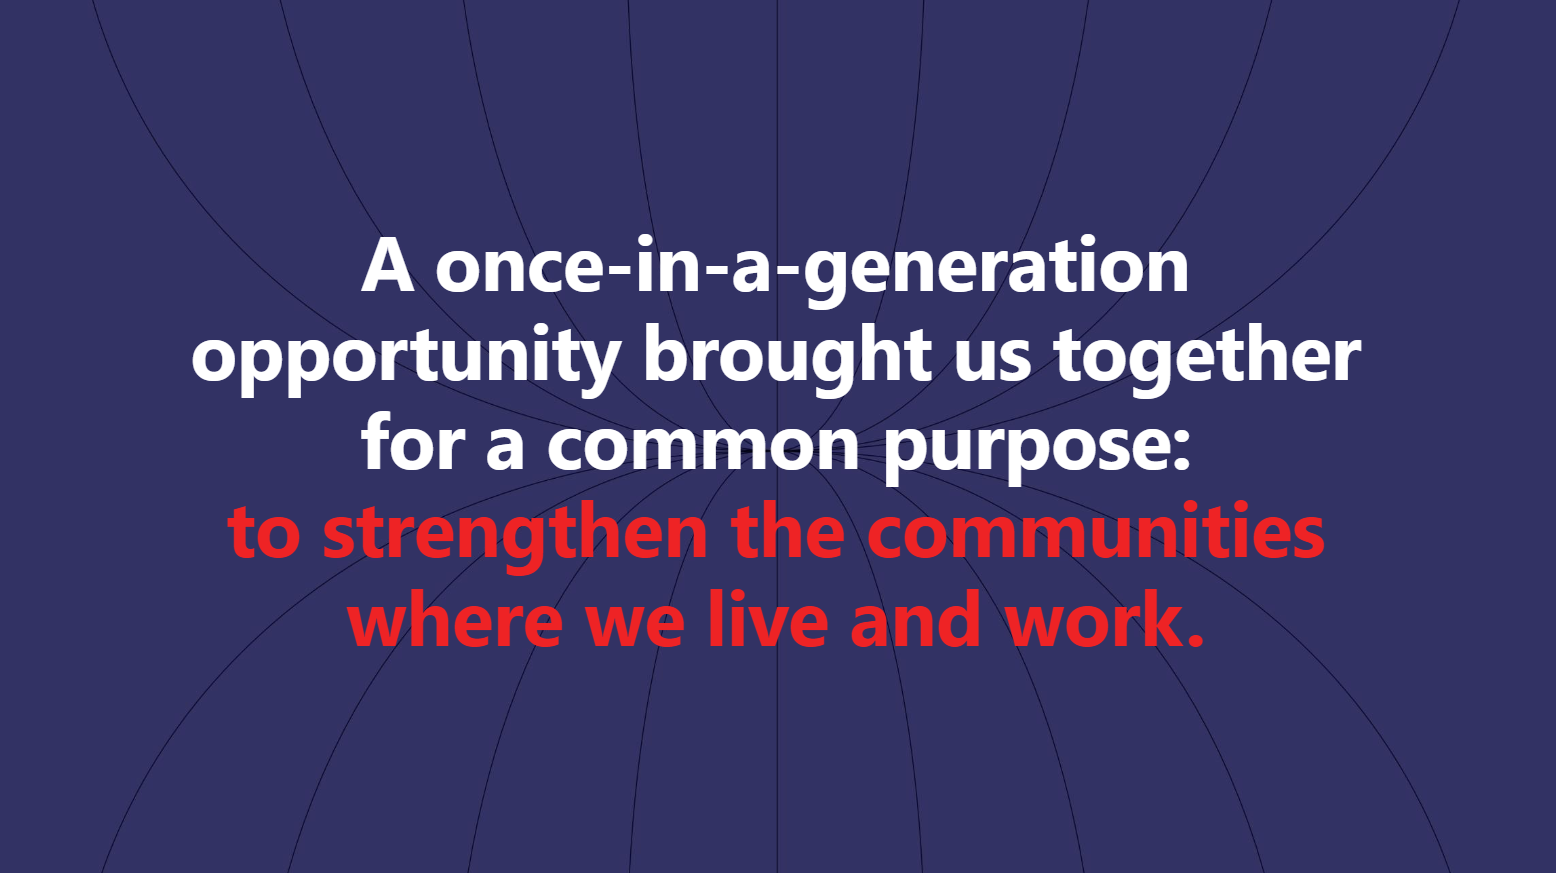 A once-in-a-generation
opportunity brought us together
for a common purpose:
to strengthen the communities
where we live and work.